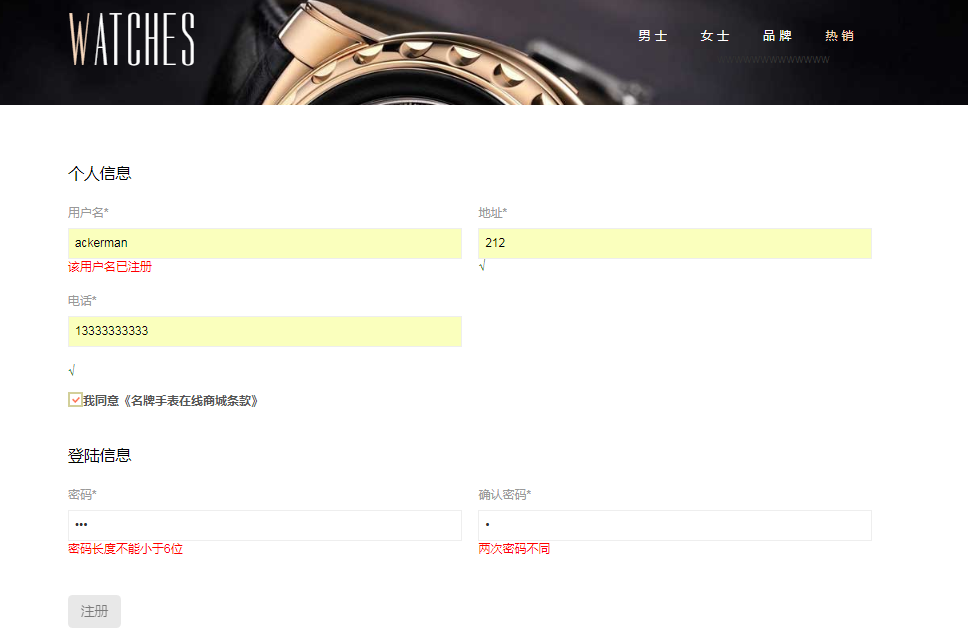 WATCHES
男士 女士 品牌 热销
个人信息
用户名* 地址*
ackerman 212
该用户名已注册 √
电话*
13333333333
√
我同意《名牌手表在线商城条款》
登陆信息
密码* 确认密码*
••• •
密码长度不能小于6位 两次密码不同
注册